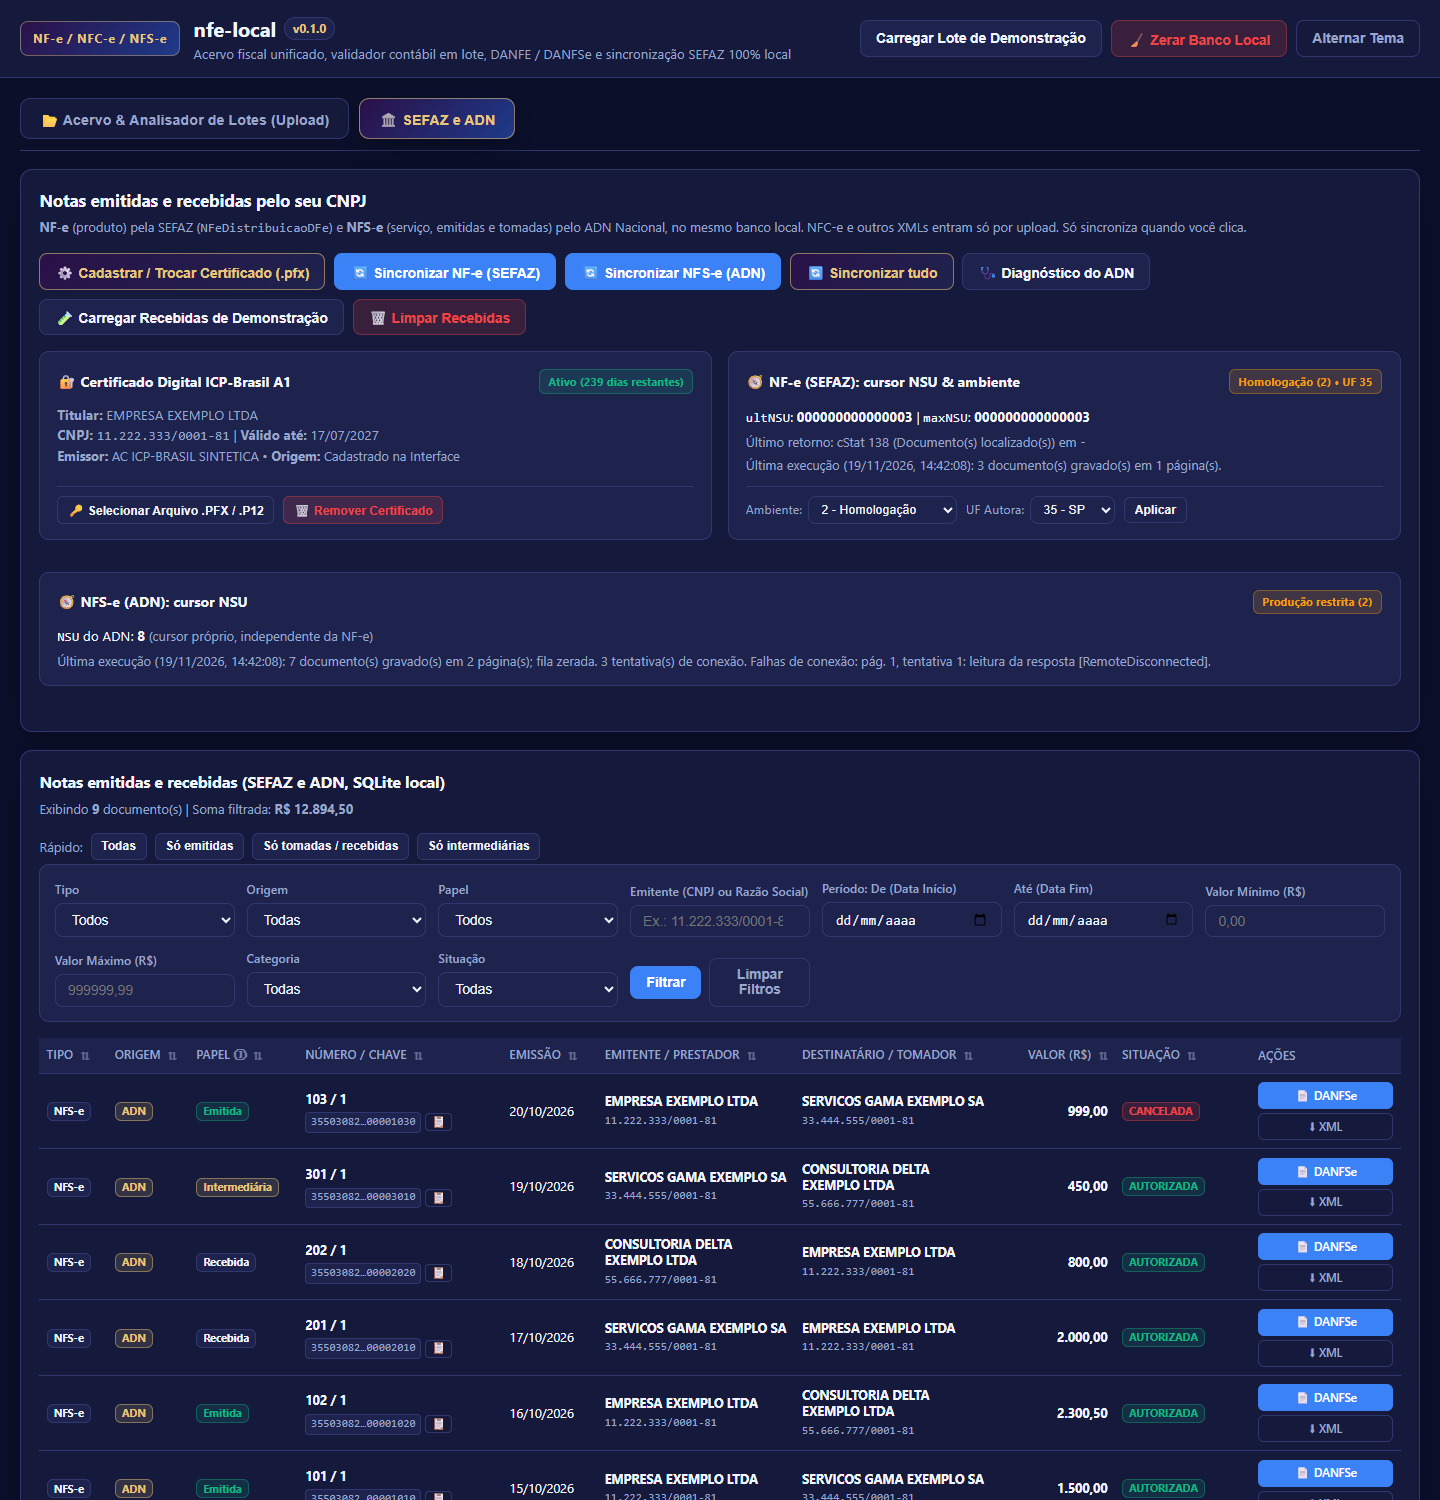 NF-e / NFC-e / NFS-e
nfe-local v0.1.0
Acervo fiscal unificado, validador contábil em lote, DANFE / DANFSe e sincronização SEFAZ 100% local
Carregar Lote de Demonstração
Zerar Banco Local
Alternar Tema
Acervo & Analisador de Lotes (Upload)
SEFAZ e ADN
Notas emitidas e recebidas pelo seu CNPJ
NF-e (produto) pela SEFAZ (NFeDistribuicaoDFe) e NFS-e (serviço, emitidas e tomadas) pelo ADN Nacional, no mesmo banco local. NFC-e e outros XMLs entram só por upload. Só sincroniza quando você clica.
Cadastrar / Trocar Certificado (.pfx)
Sincronizar NF-e (SEFAZ)
Sincronizar NFS-e (ADN)
Sincronizar tudo
Diagnóstico do ADN
Carregar Recebidas de Demonstração
Limpar Recebidas
Certificado Digital ICP-Brasil A1
Ativo (239 dias restantes)
Titular: EMPRESA EXEMPLO LTDA
CNPJ: 11.222.333/0001-81 | Válido até: 17/07/2027
Emissor: AC ICP-BRASIL SINTETICA • Origem: Cadastrado na Interface
Selecionar Arquivo .PFX / .P12
Remover Certificado
NF-e (SEFAZ): cursor NSU & ambiente
Homologação (2) • UF 35
ultNSU: 000000000000003 | maxNSU: 000000000000003
Último retorno: cStat 138 (Documento(s) localizado(s)) em -
Última execução (19/11/2026, 14:42:08): 3 documento(s) gravado(s) em 1 página(s).
Ambiente: 2 - Homologação UF Autora: 35 - SP Aplicar
NFS-e (ADN): cursor NSU
Produção restrita (2)
NSU do ADN: 8 (cursor próprio, independente da NF-e)
Última execução (19/11/2026, 14:42:08): 7 documento(s) gravado(s) em 2 página(s); fila zerada. 3 tentativa(s) de conexão. Falhas de conexão: pág. 1, tentativa 1: leitura da resposta [RemoteDisconnected].
Notas emitidas e recebidas (SEFAZ e ADN, SQLite local)
Exibindo 9 documento(s) | Soma filtrada: R$ 12.894,50
Rápido: Todas Só emitidas Só tomadas / recebidas Só intermediárias
Tipo Origem Papel Emitente (CNPJ ou Razão Social) Período: De (Data Início) Até (Data Fim) Valor Mínimo (R$)
Todos Todas Todos Ex.: 11.222.333/0001-8 dd/mm/aaaa dd/mm/aaaa 0,00
Valor Máximo (R$) Categoria Situação
999999,99 Todas Todas Filtrar Limpar Filtros
TIPO ⇅ ORIGEM ⇅ PAPEL ⓘ ⇅ NÚMERO / CHAVE ⇅ EMISSÃO ⇅ EMITENTE / PRESTADOR ⇅ DESTINATÁRIO / TOMADOR ⇅ VALOR (R$) ⇅ SITUAÇÃO ⇅ AÇÕES
NFS-e ADN Emitida 103 / 1 20/10/2026 EMPRESA EXEMPLO LTDA SERVICOS GAMA EXEMPLO SA 999,00 CANCELADA DANFSe
35503082…00001030 11.222.333/0001-81 33.444.555/0001-81 ⬇ XML
NFS-e ADN Intermediária 301 / 1 19/10/2026 SERVICOS GAMA EXEMPLO SA CONSULTORIA DELTA EXEMPLO LTDA 450,00 AUTORIZADA DANFSe
35503082…00003010 33.444.555/0001-81 55.666.777/0001-81 ⬇ XML
NFS-e ADN Recebida 202 / 1 18/10/2026 CONSULTORIA DELTA EXEMPLO LTDA EMPRESA EXEMPLO LTDA 800,00 AUTORIZADA DANFSe
35503082…00002020 55.666.777/0001-81 11.222.333/0001-81 ⬇ XML
NFS-e ADN Recebida 201 / 1 17/10/2026 SERVICOS GAMA EXEMPLO SA EMPRESA EXEMPLO LTDA 2.000,00 AUTORIZADA DANFSe
35503082…00002010 33.444.555/0001-81 11.222.333/0001-81 ⬇ XML
NFS-e ADN Emitida 102 / 1 16/10/2026 EMPRESA EXEMPLO LTDA CONSULTORIA DELTA EXEMPLO LTDA 2.300,50 AUTORIZADA DANFSe
35503082…00001020 11.222.333/0001-81 55.666.777/0001-81 ⬇ XML
NFS-e ADN Emitida 101 / 1 15/10/2026 EMPRESA EXEMPLO LTDA SERVICOS GAMA EXEMPLO SA 1.500,00 AUTORIZADA DANFSe
35503082…00001010 11.222.333/0001-81 33.444.555/0001-81